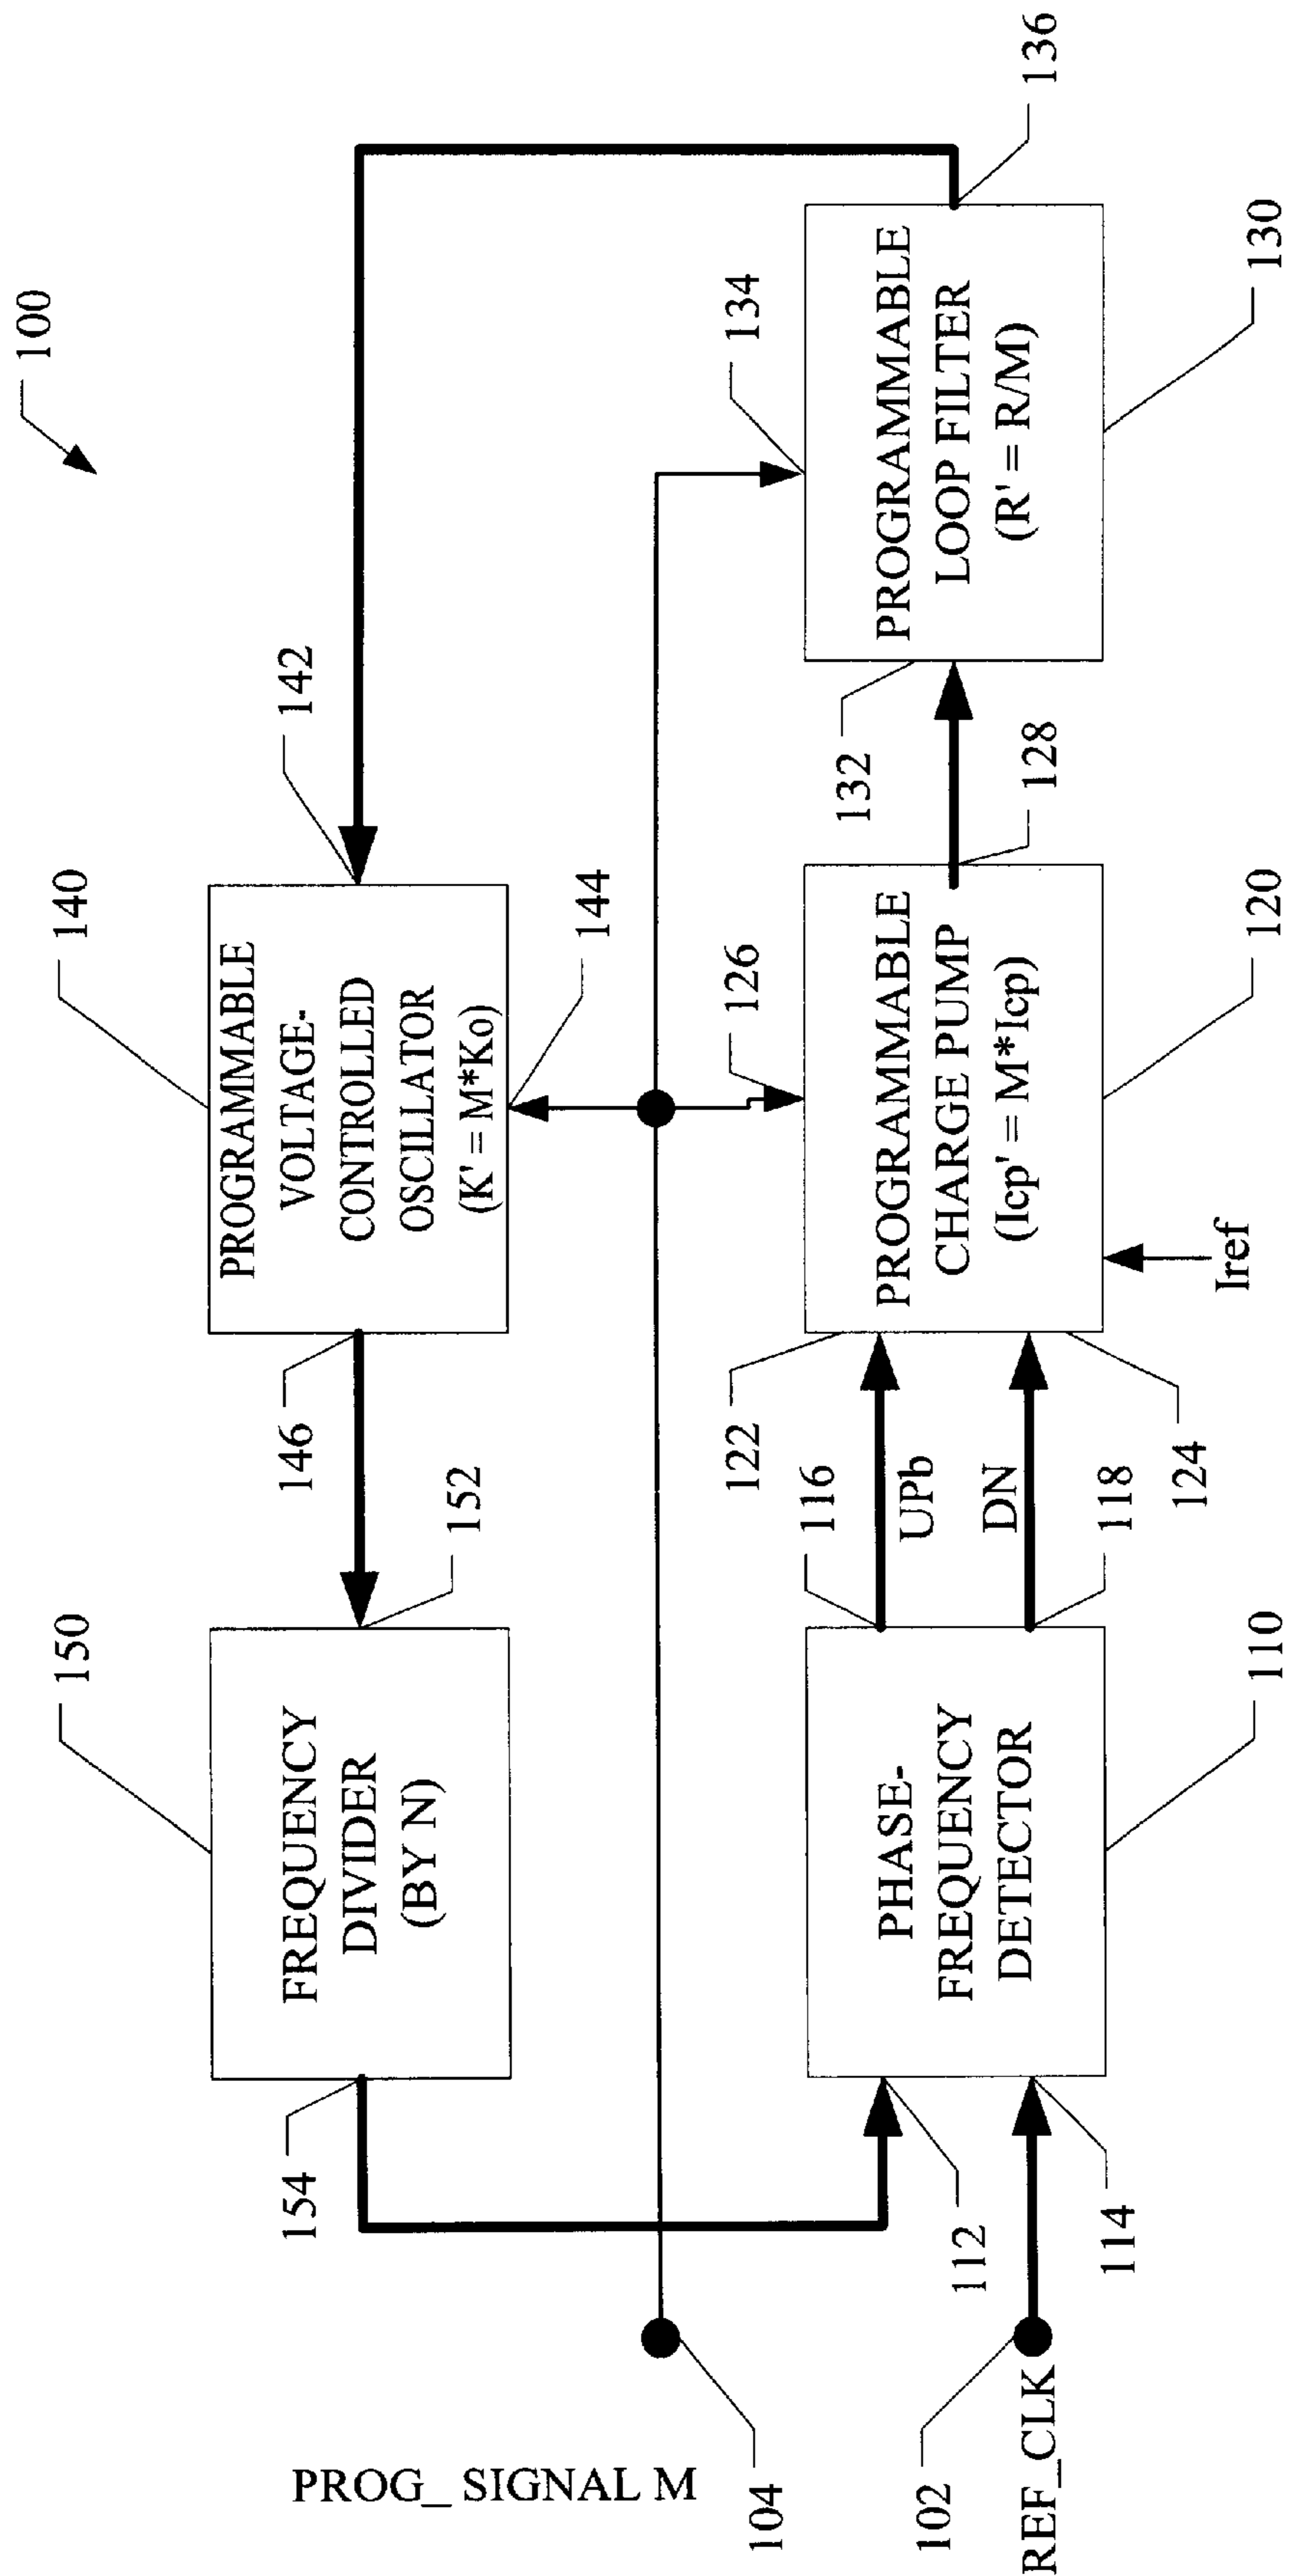 100
150
FREQUENCY
DIVIDER
(BY N)
154
152
146
140
PROGRAMMABLE
VOLTAGE-
CONTROLLED
OSCILLATOR
(K' = M*Ko)
142
144
PROG_ SIGNAL M
104
102
REF_CLK
112
114
PHASE-
FREQUENCY
DETECTOR
110
116
UPb
DN
118
122
124
126
PROGRAMMABLE
CHARGE PUMP
(Icp' = M*Icp)
120
Iref
128
132
134
PROGRAMMABLE
LOOP FILTER
(R' = R/M)
130
136